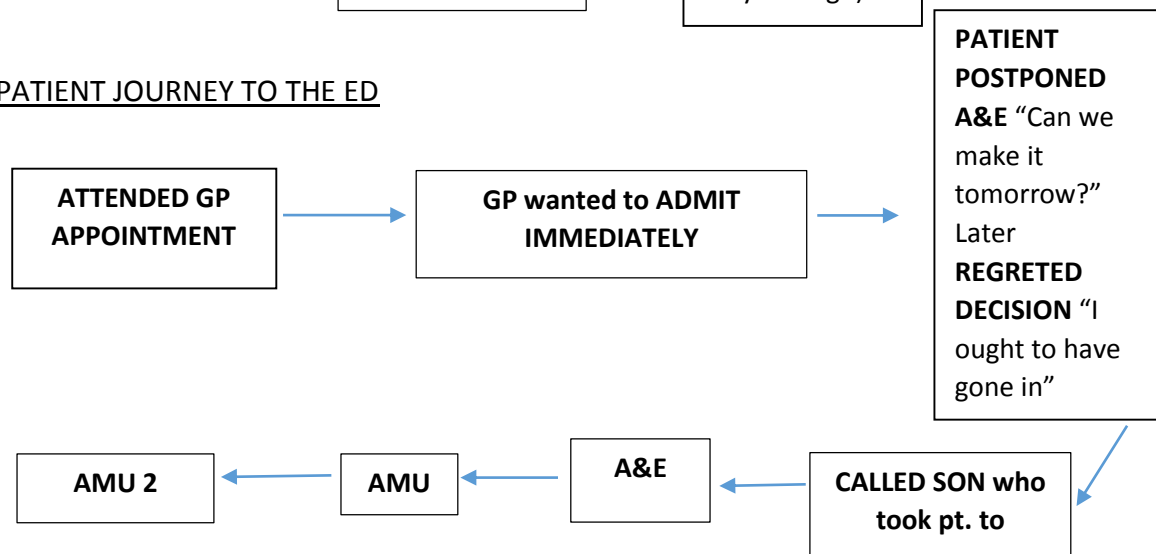 PATIENT JOURNEY TO THE ED
ATTENDED GP
APPOINTMENT
GP wanted to ADMIT
IMMEDIATELY
PATIENT
POSTPONED
A&E “Can we
make it
tomorrow?”
Later
REGRETED
DECISION “I
ought to have
gone in”
CALLED SON who
took pt. to
A&E
AMU
AMU 2